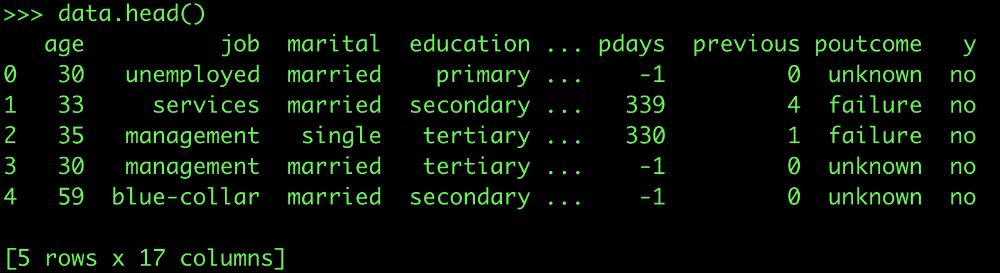 >>> data.head()
   age          job  marital  education ... pdays  previous poutcome   y
0   30   unemployed  married    primary ...    -1         0  unknown  no
1   33     services  married  secondary ...   339         4  failure  no
2   35   management   single   tertiary ...   330         1  failure  no
3   30   management  married   tertiary ...    -1         0  unknown  no
4   59  blue-collar  married  secondary ...    -1         0  unknown  no
[5 rows x 17 columns]